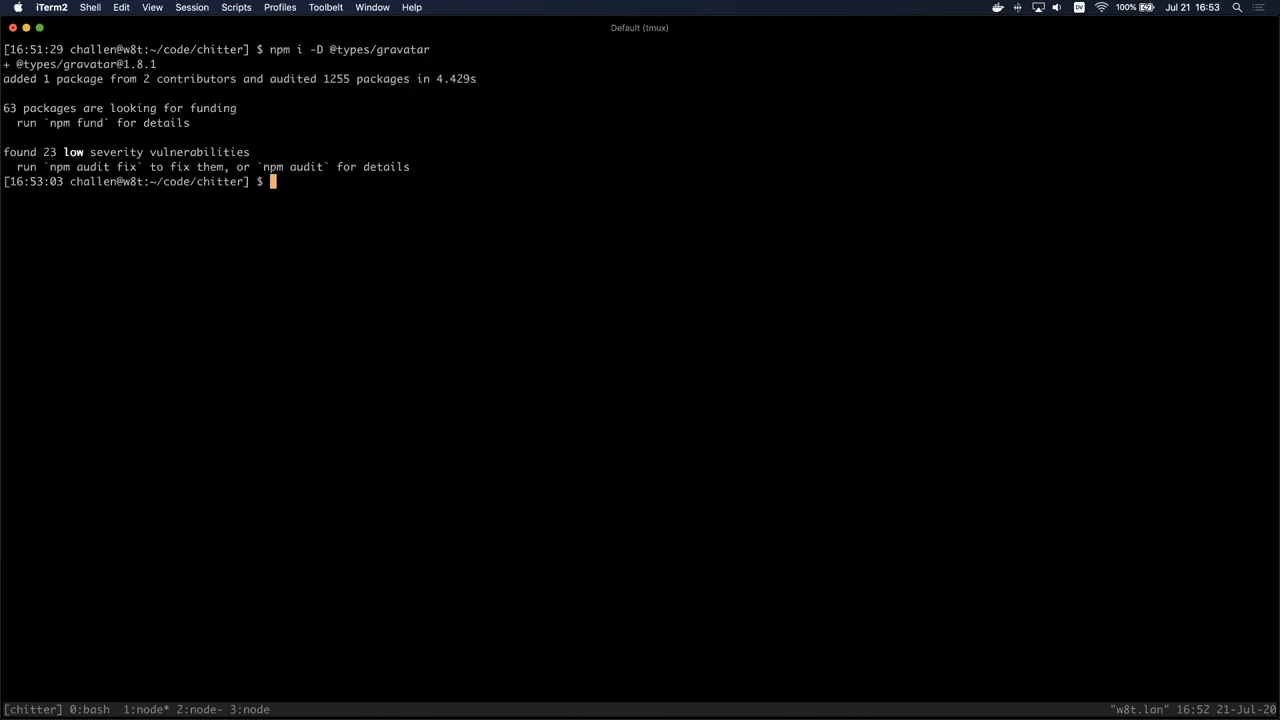 iTerm2 Shell Edit View Session Scripts Profiles Toolbelt Window Help DV 100% Jul 21 16:53
Default (tmux)
[16:51:29 challen@w8t:~/code/chitter] $ npm i -D @types/gravatar
+ @types/gravatar@1.8.1
added 1 package from 2 contributors and audited 1255 packages in 4.429s
63 packages are looking for funding
  run `npm fund` for details
found 23 low severity vulnerabilities
  run `npm audit fix` to fix them, or `npm audit` for details
[16:53:03 challen@w8t:~/code/chitter] $
[chitter] 0:bash  1:node* 2:node- 3:node "w8t.lan" 16:52 21-Jul-20